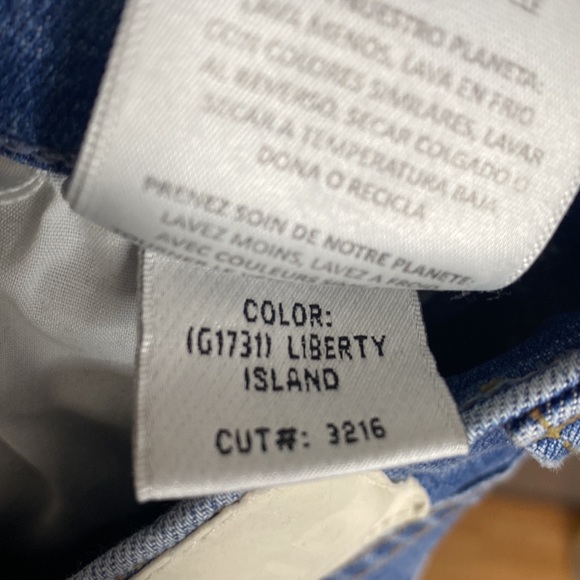 NUESTRO PLANETA:
LAVA MENOS, LAVA EN FRIO
CON COLORES SIMILARES, LAVAR
AL REVERSO, SECAR COLGADO O
SECAR A TEMPERATURA BAJA,
DONA O RECICLA
PRENEZ SOIN DE NOTRE PLANETE:
LAVEZ MOINS, LAVEZ A FROID
AVEC COULEURS
COLOR:
(G1731) LIBERTY
ISLAND
CUT#: 3216